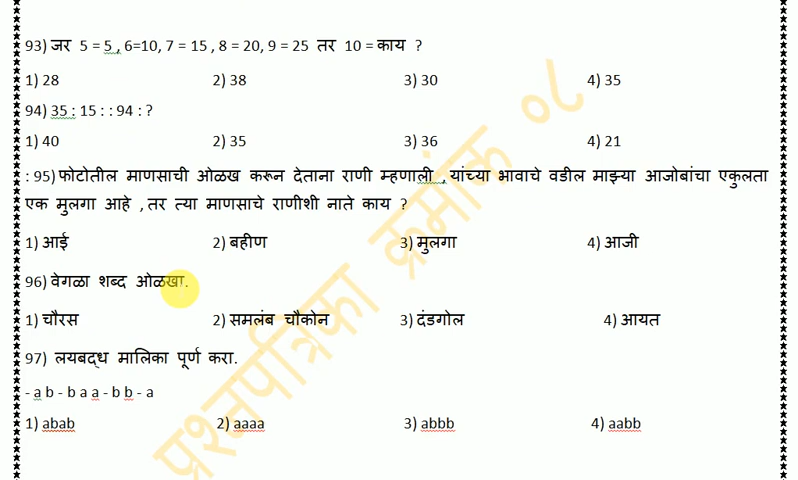 93) जर 5 = 5 , 6=10, 7 = 15 , 8 = 20, 9 = 25 तर 10 = काय ?
1) 28 2) 38 3) 30 4) 35
94) 35 : 15 : : 94 : ?
1) 40 2) 35 3) 36 4) 21
: 95) फोटोतील माणसाची ओळख करून देताना राणी म्हणाली , यांच्या भावाचे वडील माझ्या आजोबांचा एकुलता
एक मुलगा आहे , तर त्या माणसाचे राणीशी नाते काय ?
1) आई 2) बहीण 3) मुलगा 4) आजी
96) वेगळा शब्द ओळखा.
1) चौरस 2) समलंब चौकोन 3) दंडगोल 4) आयत
97) लयबद्ध मालिका पूर्ण करा.
- a b - b a a - b b - a
1) abab 2) aaaa 3) abbb 4) aabb
प्रश्नपत्रिका क्रमांक ०८